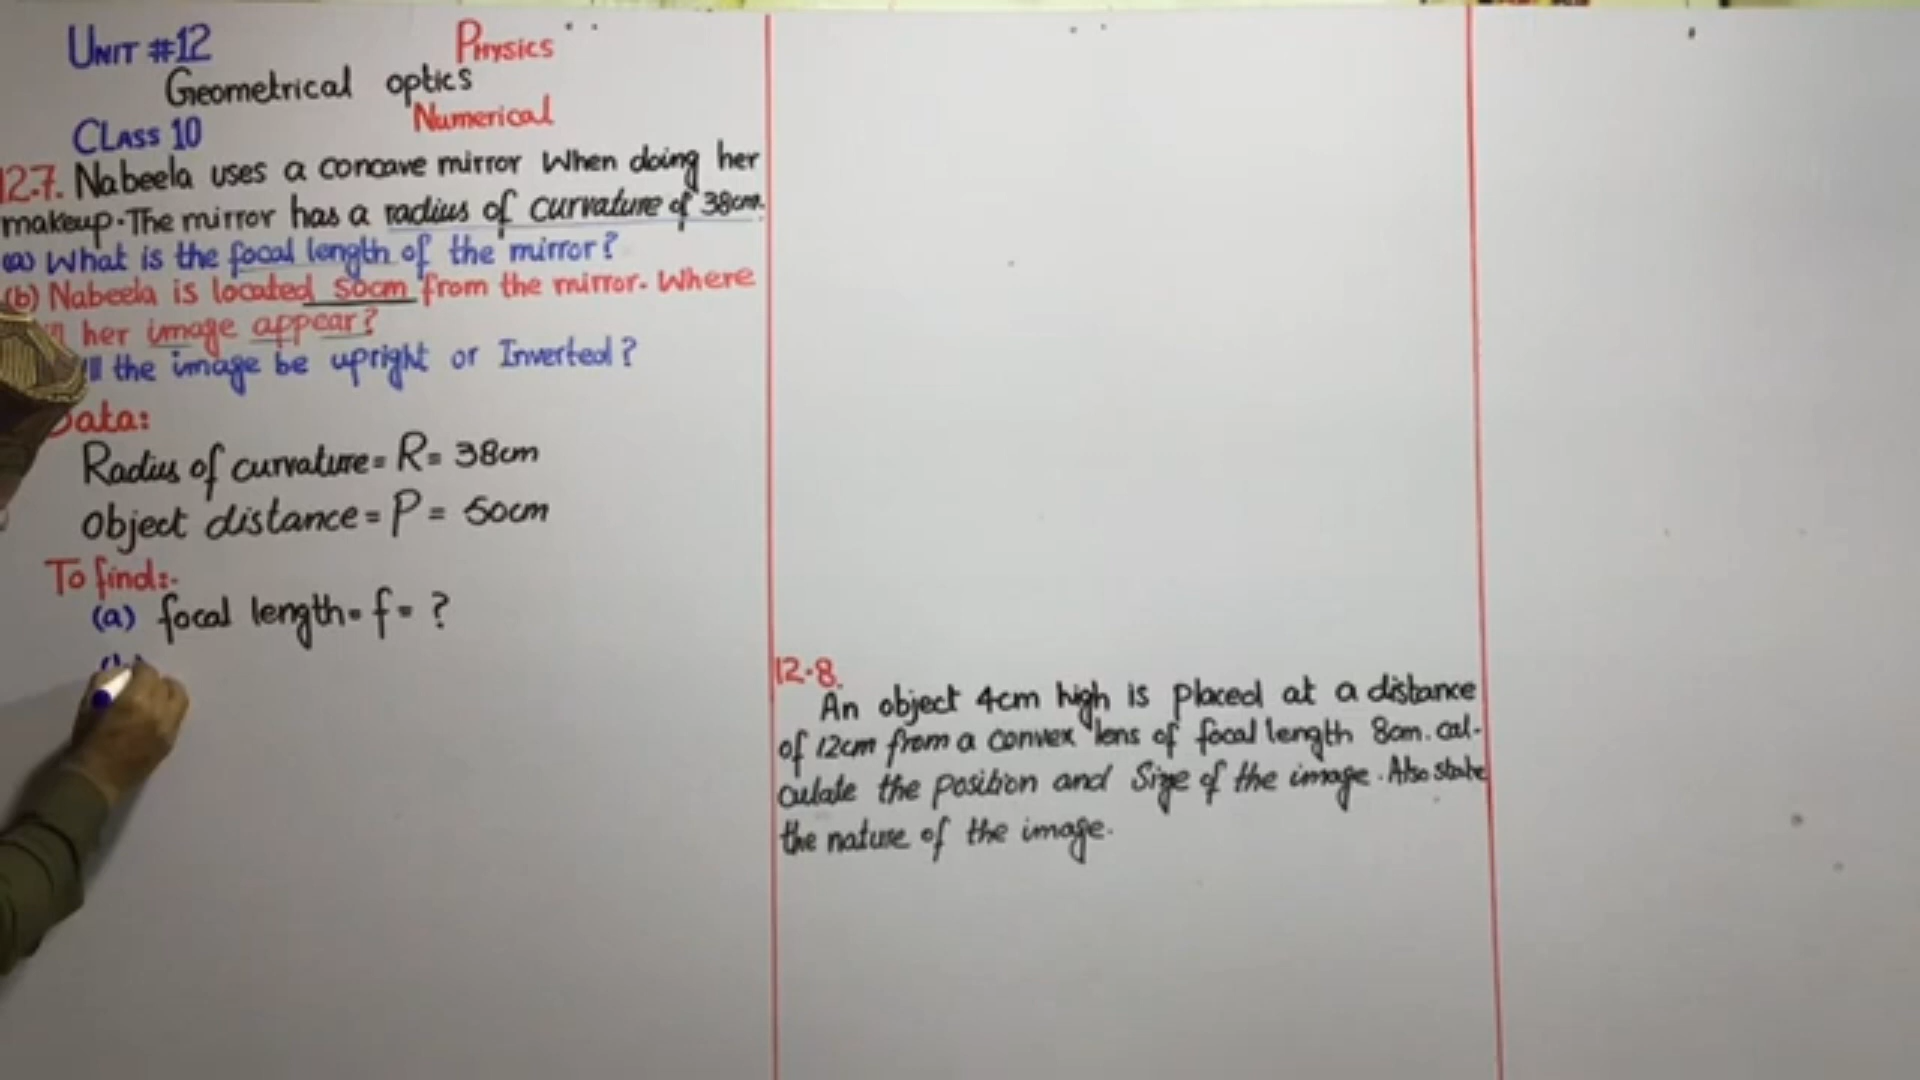 UNIT #12
Physics
Geometrical optics
Numerical
CLASS 10
12.7. Nabeela uses a concave mirror When doing her
makeup. The mirror has a radius of curvature of 38cm.
(a) What is the focal length of the mirror?
(b) Nabeela is located 50cm from the mirror. Where
her image appear?
the image be upright or Inverted?
Data:
Radius of curvature = R = 38cm
Object distance = P = 50cm
To find:-
(a) focal length = f = ?
12.8.
An object 4cm high is placed at a distance
of 12cm from a convex lens of focal length 8cm. cal-
culate the position and Size of the image. Also state
the nature of the image.